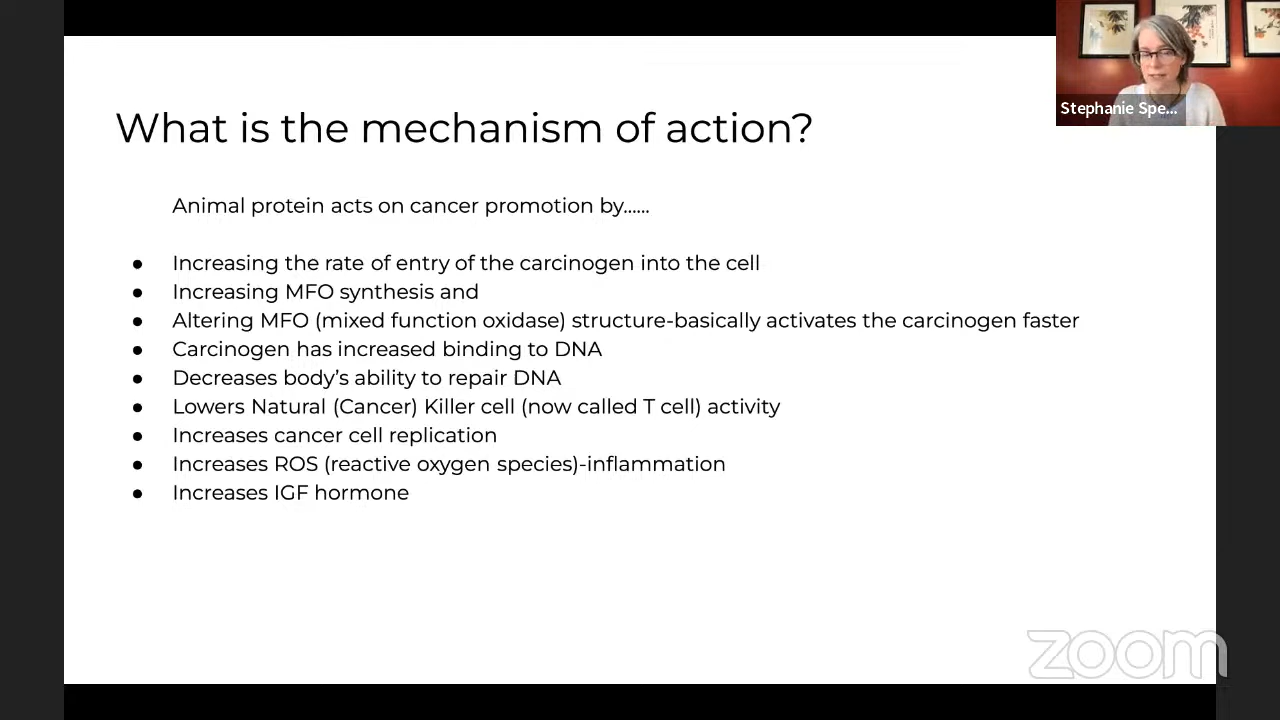 Stephanie Spe...
What is the mechanism of action?
Animal protein acts on cancer promotion by......
● Increasing the rate of entry of the carcinogen into the cell
● Increasing MFO synthesis and
● Altering MFO (mixed function oxidase) structure-basically activates the carcinogen faster
● Carcinogen has increased binding to DNA
● Decreases body’s ability to repair DNA
● Lowers Natural (Cancer) Killer cell (now called T cell) activity
● Increases cancer cell replication
● Increases ROS (reactive oxygen species)-inflammation
● Increases IGF hormone
zoom